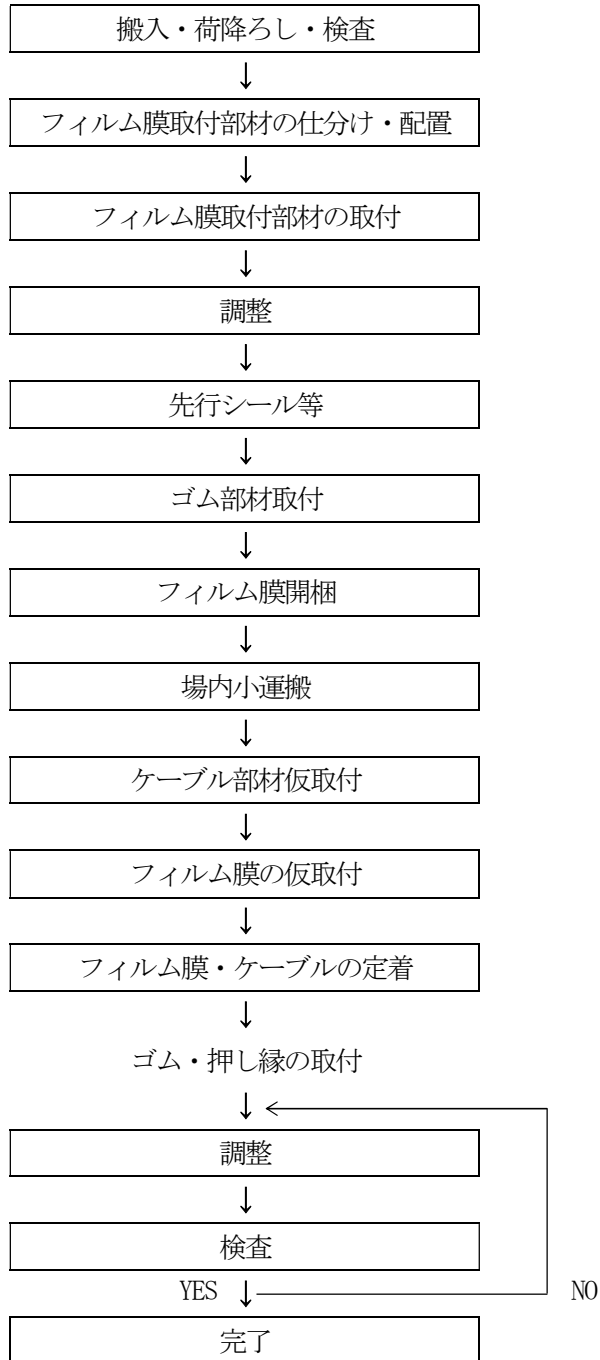 搬入・荷降ろし・検査
↓
フィルム膜取付部材の仕分け・配置
↓
フィルム膜取付部材の取付
↓
調整
↓
先行シール等
↓
ゴム部材取付
↓
フィルム膜開梱
↓
場内小運搬
↓
ケーブル部材仮取付
↓
フィルム膜の仮取付
↓
フィルム膜・ケーブルの定着
↓
ゴム・押し縁の取付
↓
調整
↓
検査
YES ↓ NO
完了